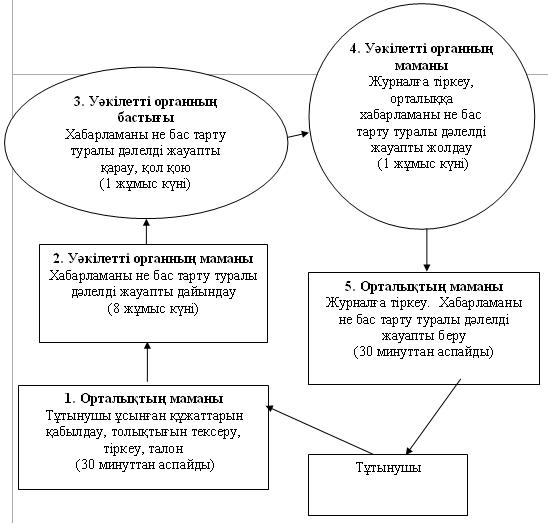 4. Уәкілетті органның
маманы
Журналға тіркеу,
орталыққа
хабарламаны не бас
тарту туралы дәлелді
жауапты жолдау
(1 жұмыс күні)
3. Уәкілетті органның
бастығы
Хабарламаны не бас тарту
туралы дәлелді жауапты
қарау, қол қою
(1 жұмыс күні)
2. Уәкілетті органның маманы
Хабарламаны не бас тарту туралы
дәлелді жауапты дайындау
(8 жұмыс күні)
5. Орталықтың маманы
Журналға тіркеу. Хабарламаны
не бас тарту туралы дәлелді
жауапты беру
(30 минуттан аспайды)
1. Орталықтың маманы
Тұтынушы ұсынған құжаттарын
қабылдау, толықтығын тексеру,
тіркеу, талон
(30 минуттан аспайды)
Тұтынушы